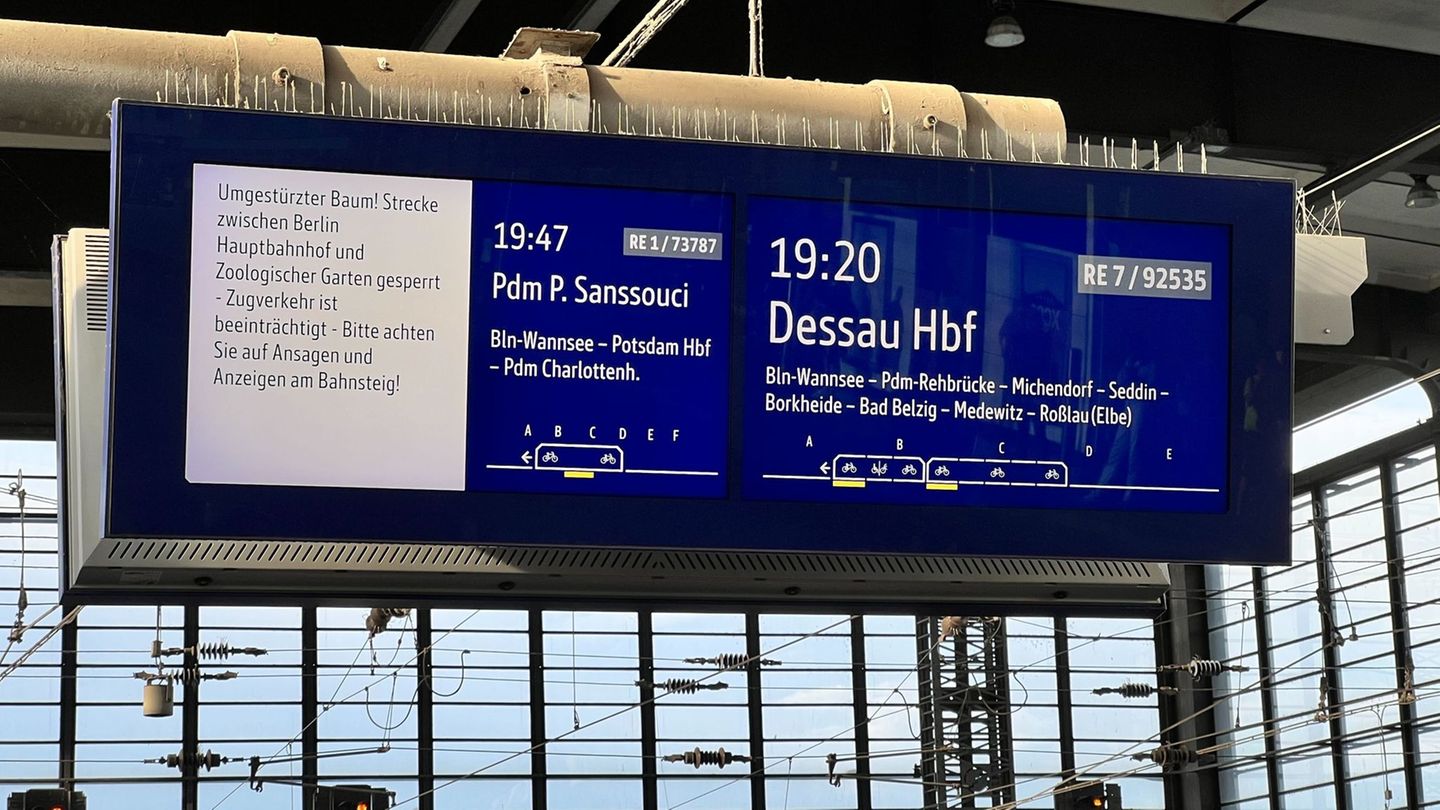 Umgestürzter Baum! Strecke
zwischen Berlin
Hauptbahnhof und
Zoologischer Garten gesperrt
- Zugverkehr ist
beeinträchtigt - Bitte achten
Sie auf Ansagen und
Anzeigen am Bahnsteig!
19:47
RE 1 / 73787
Pdm P. Sanssouci
Bln-Wannsee – Potsdam Hbf
– Pdm Charlottenh.
A B C D E F
19:20
RE 7 / 92535
Dessau Hbf
Bln-Wannsee – Pdm-Rehbrücke – Michendorf – Seddin –
Borkheide – Bad Belzig – Medewitz – Roßlau(Elbe)
A B C D E